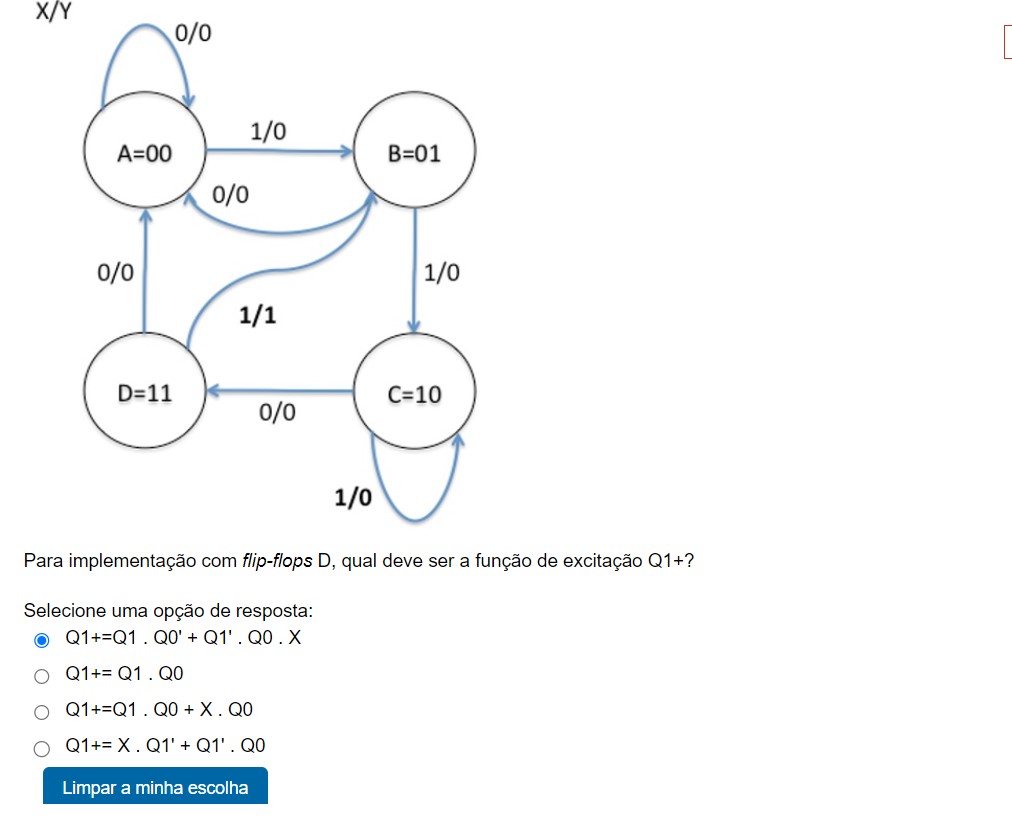 X/Y
0/0
1/0
A=00
B=01
0/0
0/0
1/0
1/1
D=11
C=10
0/0
1/0
Para implementação com flip-flops D, qual deve ser a função de excitação Q1+?
Selecione uma opção de resposta:
Q1+=Q1 . Q0' + Q1' . Q0 . X
Q1+= Q1 . Q0
Q1+=Q1 . Q0 + X . Q0
Q1+= X . Q1' + Q1' . Q0
Limpar a minha escolha